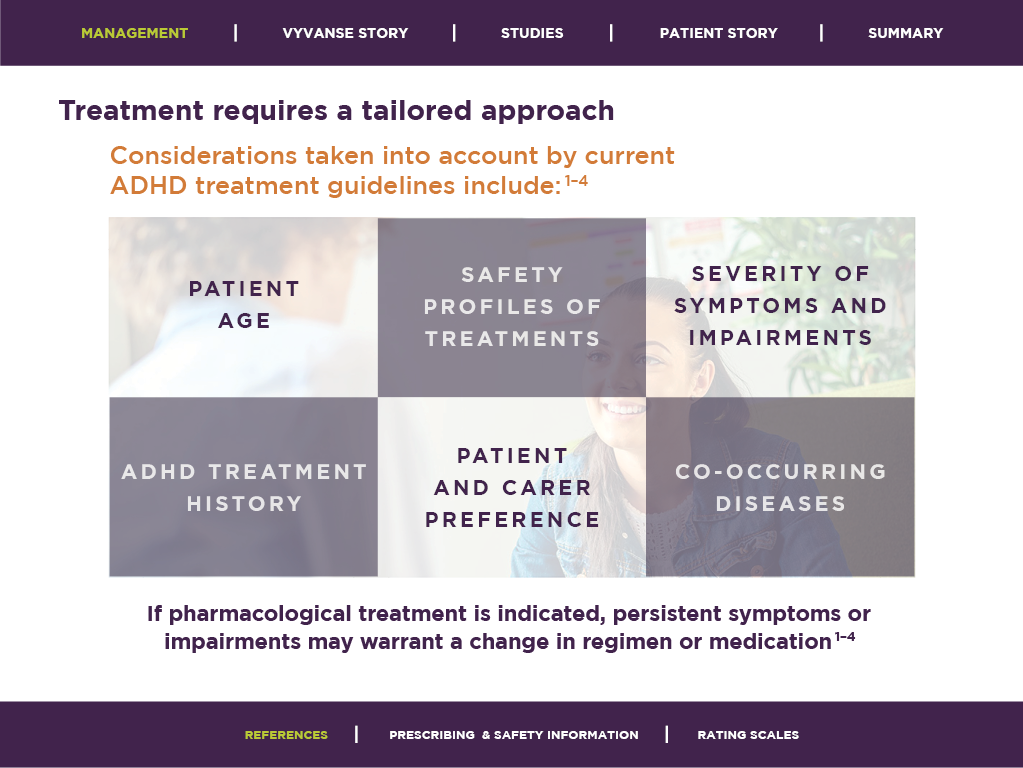 MANAGEMENT | VYVANSE STORY | STUDIES | PATIENT STORY | SUMMARY
Treatment requires a tailored approach
Considerations taken into account by current
ADHD treatment guidelines include:1–4
PATIENT
AGE
SAFETY
PROFILES OF
TREATMENTS
SEVERITY OF
SYMPTOMS AND
IMPAIRMENTS
ADHD TREATMENT
HISTORY
PATIENT
AND CARER
PREFERENCE
CO-OCCURRING
DISEASES
If pharmacological treatment is indicated, persistent symptoms or
impairments may warrant a change in regimen or medication1–4
REFERENCES | PRESCRIBING & SAFETY INFORMATION | RATING SCALES